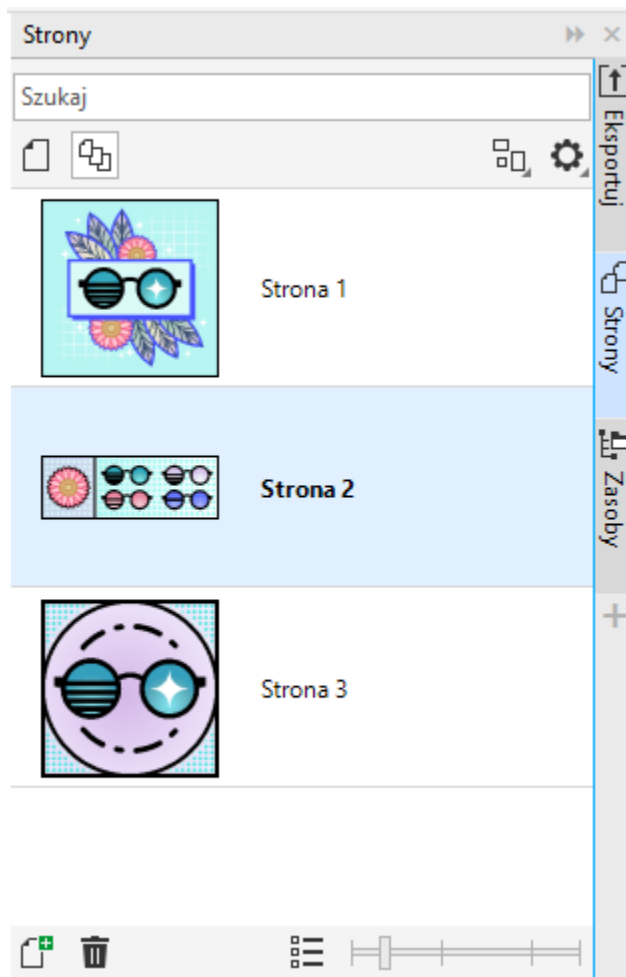 Strony
Szukaj
Strona 1
Strona 2
Strona 3
Eksportuj
Strony
Zasoby